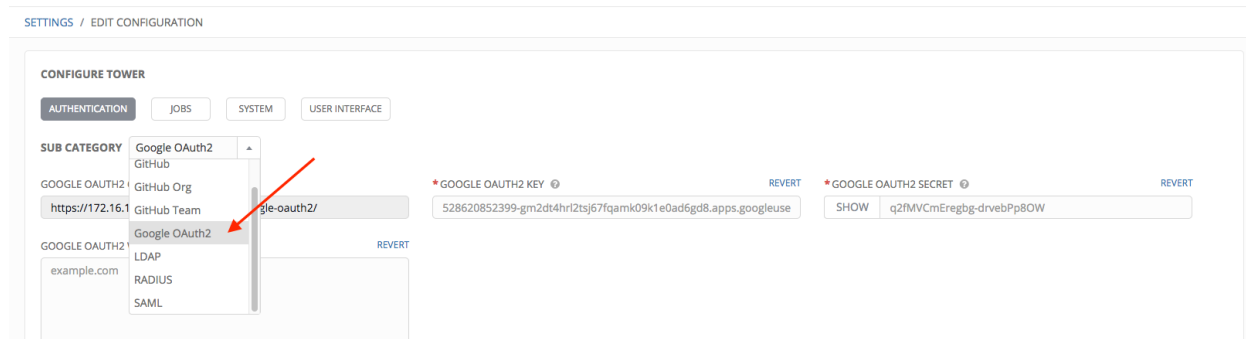 SETTINGS / EDIT CONFIGURATION
CONFIGURE TOWER
AUTHENTICATION JOBS SYSTEM USER INTERFACE
SUB CATEGORY Google OAuth2
GitHub
GitHub Org
GitHub Team
Google OAuth2
LDAP
RADIUS
SAML
GOOGLE OAUTH2
https://172.16.1 gle-oauth2/
*GOOGLE OAUTH2 KEY REVERT
528620852399-gm2dt4hrl2tsj67fqamk09k1e0ad6gd8.apps.googleuse
*GOOGLE OAUTH2 SECRET REVERT
SHOW q2fMVCmEregbg-drvebPp8OW
GOOGLE OAUTH2 REVERT
example.com